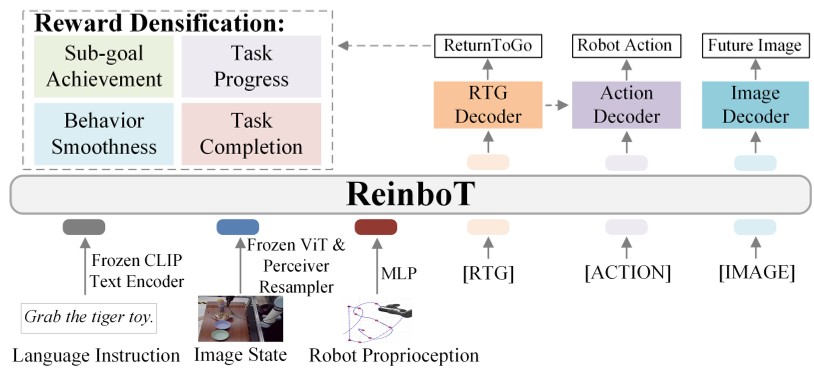 Reward Densification:
Sub-goal
Achievement
Task
Progress
Behavior
Smoothness
Task
Completion
ReturnToGo
Robot Action
Future Image
RTG
Decoder
Action
Decoder
Image
Decoder
ReinboT
Frozen CLIP
Text Encoder
Frozen ViT &
Perceiver
Resampler
MLP
[RTG]
[ACTION]
[IMAGE]
Grab the tiger toy.
Language Instruction
Image State
Robot Proprioception